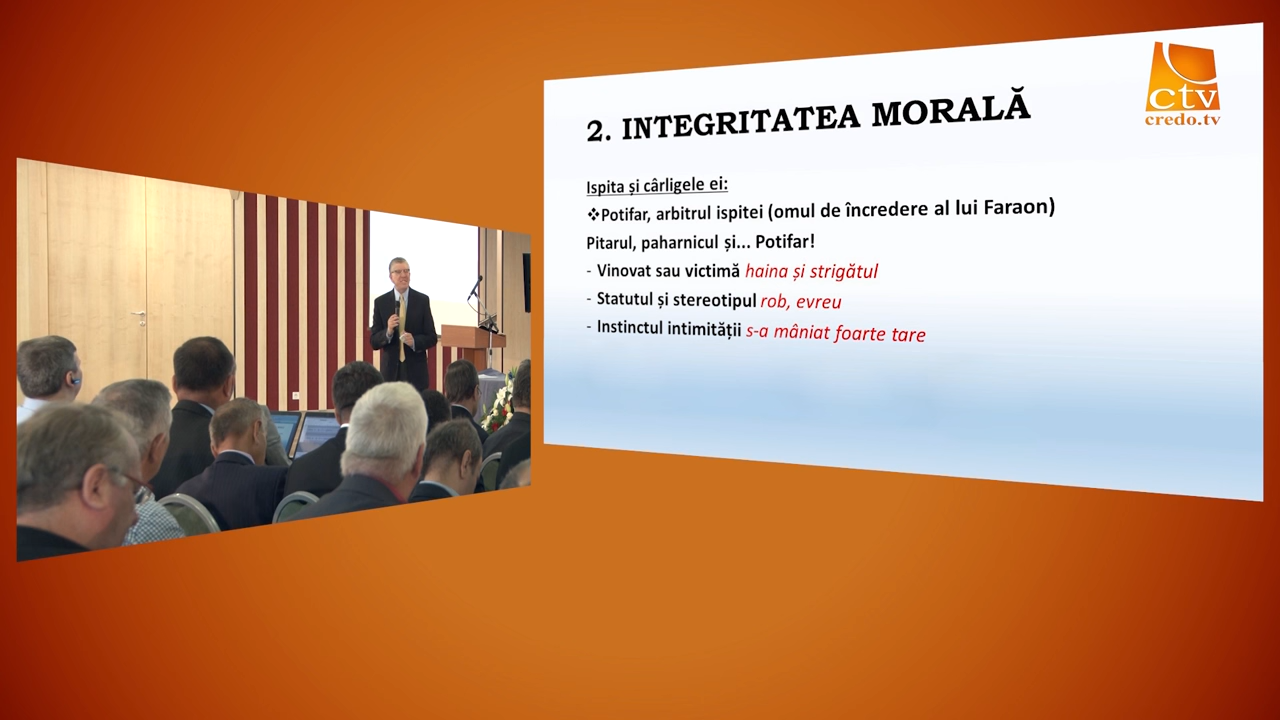 ctv
credo.tv
2. INTEGRITATEA MORALĂ
Ispita și cârligele ei:
❖Potifar, arbitrul ispitei (omul de încredere al lui Faraon)
Pitarul, paharnicul și... Potifar!
- Vinovat sau victimă haina și strigătul
- Statutul și stereotipul rob, evreu
- Instinctul intimității s-a mâniat foarte tare